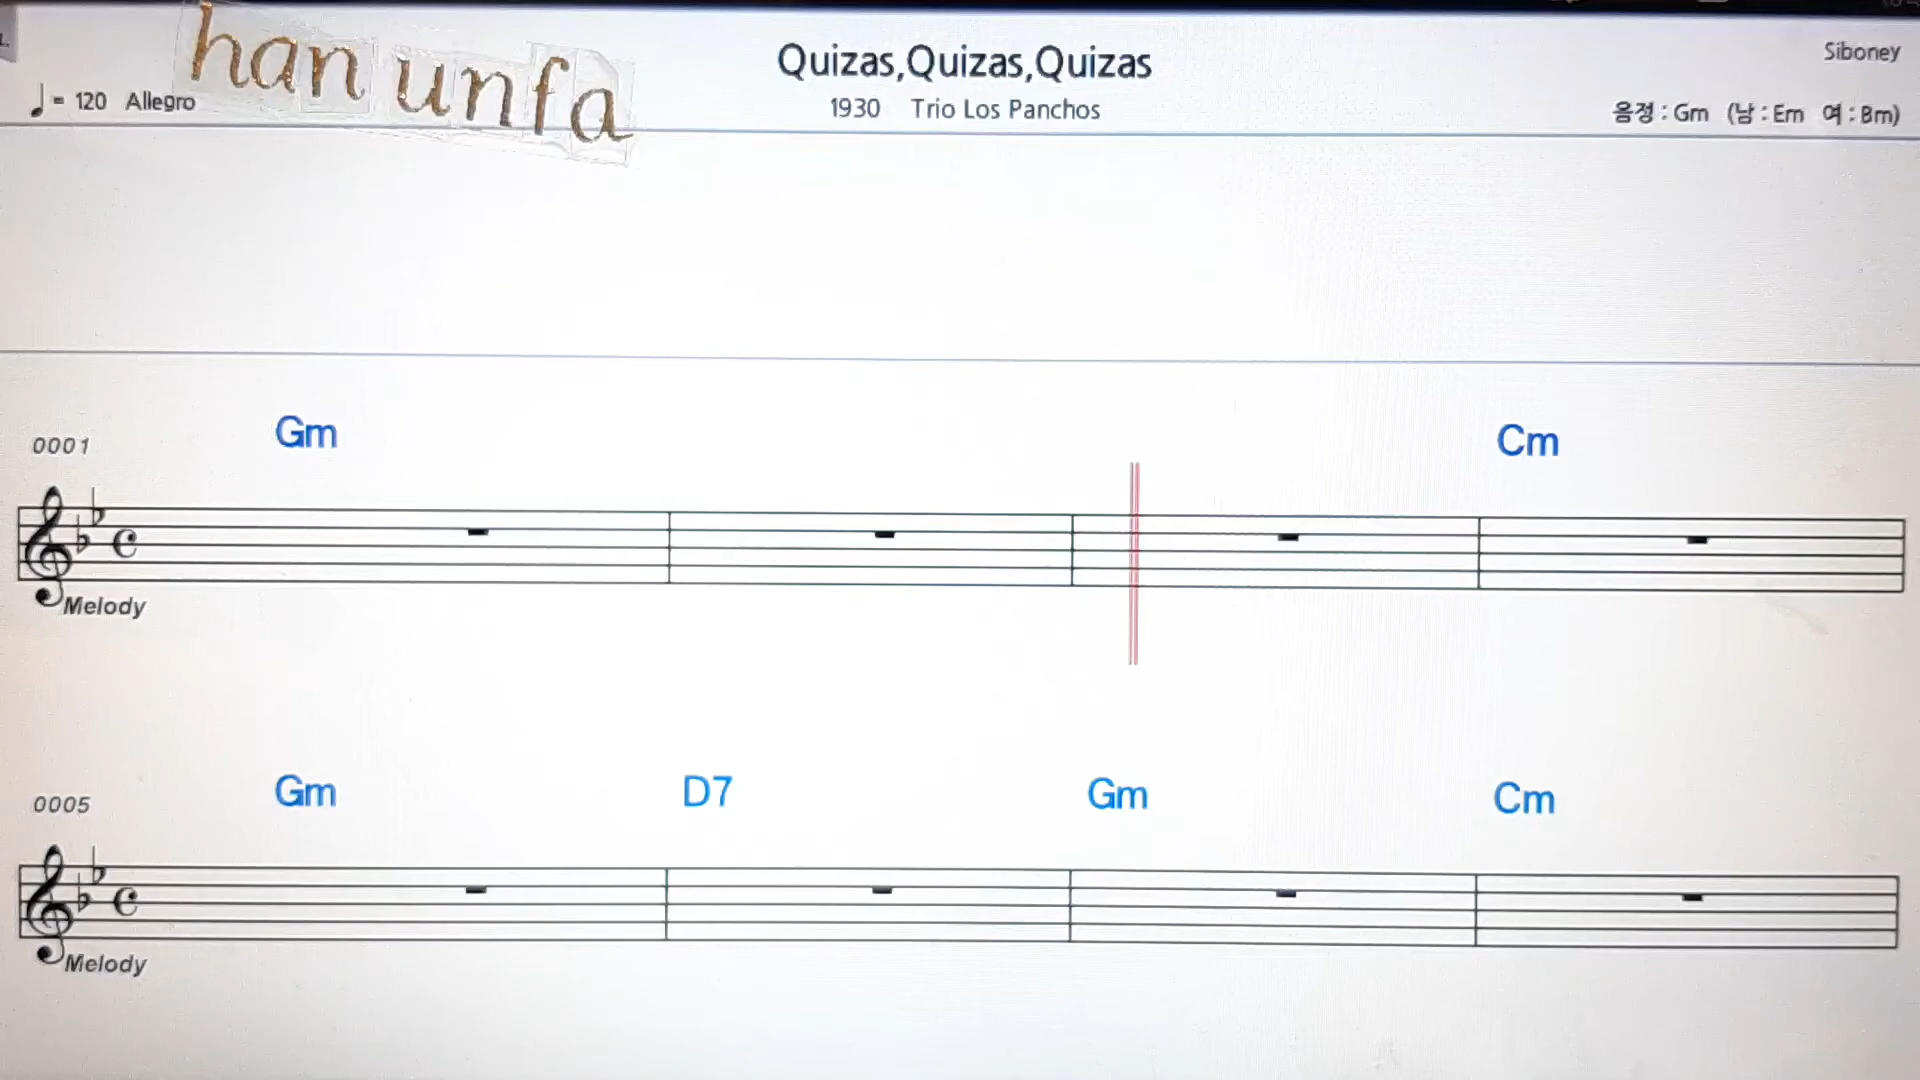 han unfa
Quizas,Quizas,Quizas
Siboney
= 120 Allegro
1930 Trio Los Panchos
음정 : Gm (남 : Em 여 : Bm)
0001 Gm Cm
Melody
0005 Gm D7 Gm Cm
Melody